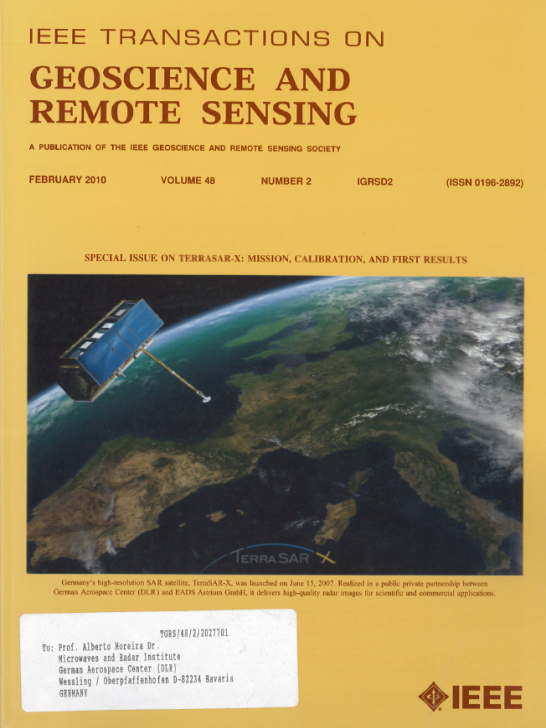 IEEE TRANSACTIONS ON
GEOSCIENCE AND
REMOTE SENSING
A PUBLICATION OF THE IEEE GEOSCIENCE AND REMOTE SENSING SOCIETY
FEBRUARY 2010 VOLUME 48 NUMBER 2 IGRSD2 (ISSN 0196-2892)
SPECIAL ISSUE ON TERRASAR-X: MISSION, CALIBRATION, AND FIRST RESULTS
TERRASAR X
Germany's high-resolution SAR satellite, TerraSAR-X, was launched on June 15, 2007. Realized in a public private partnership between
German Aerospace Center (DLR) and EADS Astrium GmbH, it delivers high-quality radar images for scientific and commercial applications.
TGRS/48/2/2027701
To: Prof. Alberto Moreira Dr.
Microwaves and Radar Institute
German Aerospace Center (DLR)
Wessling / Oberpfaffenhofen D-82234 Bavaria
GERMANY
IEEE